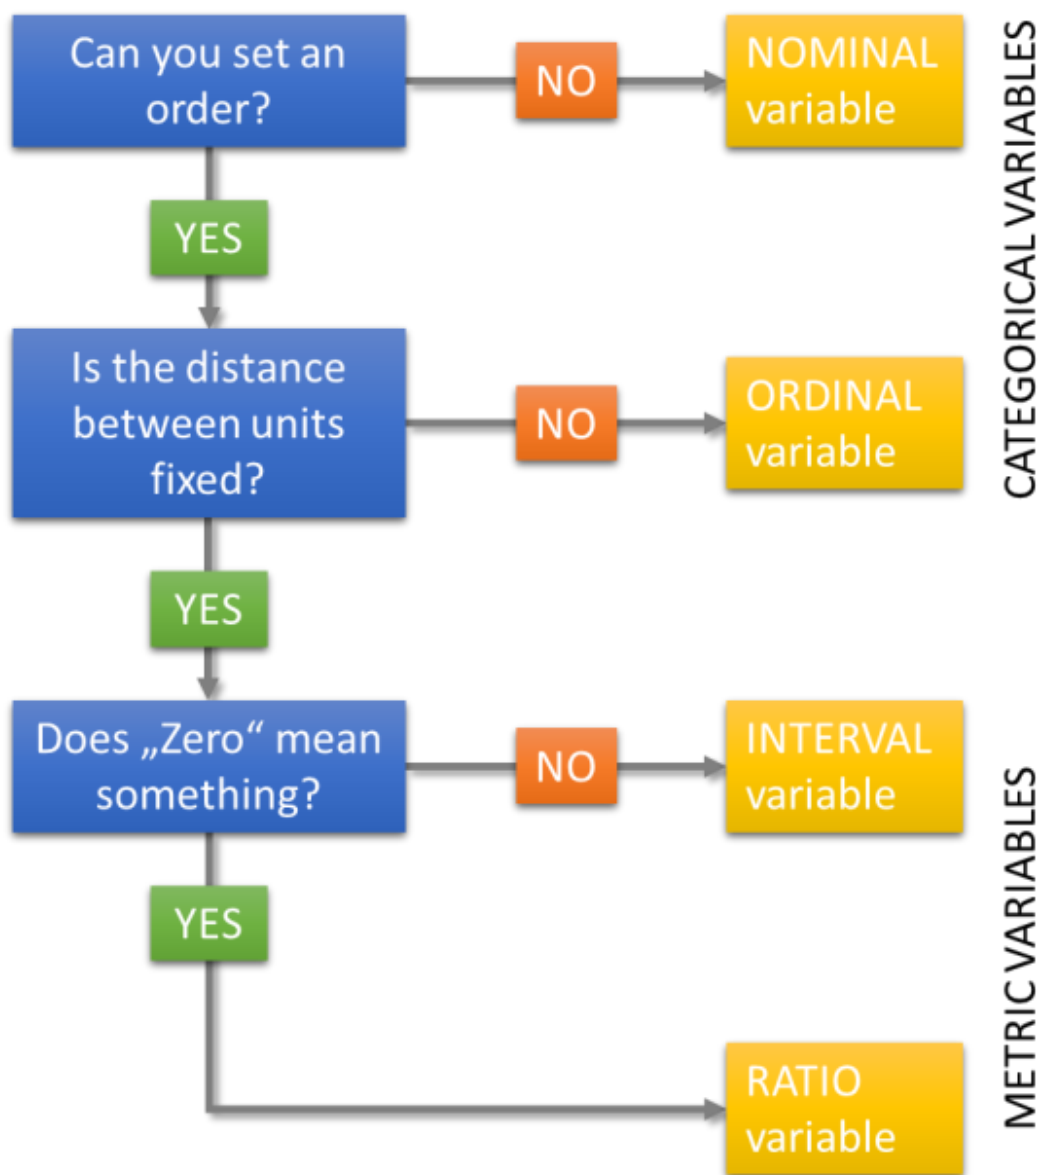 Can you set an
order?
NO
NOMINAL
variable
YES
Is the distance
between units
fixed?
NO
ORDINAL
variable
CATEGORICAL VARIABLES
YES
Does „Zero“ mean
something?
NO
INTERVAL
variable
YES
RATIO
variable
METRIC VARIABLES